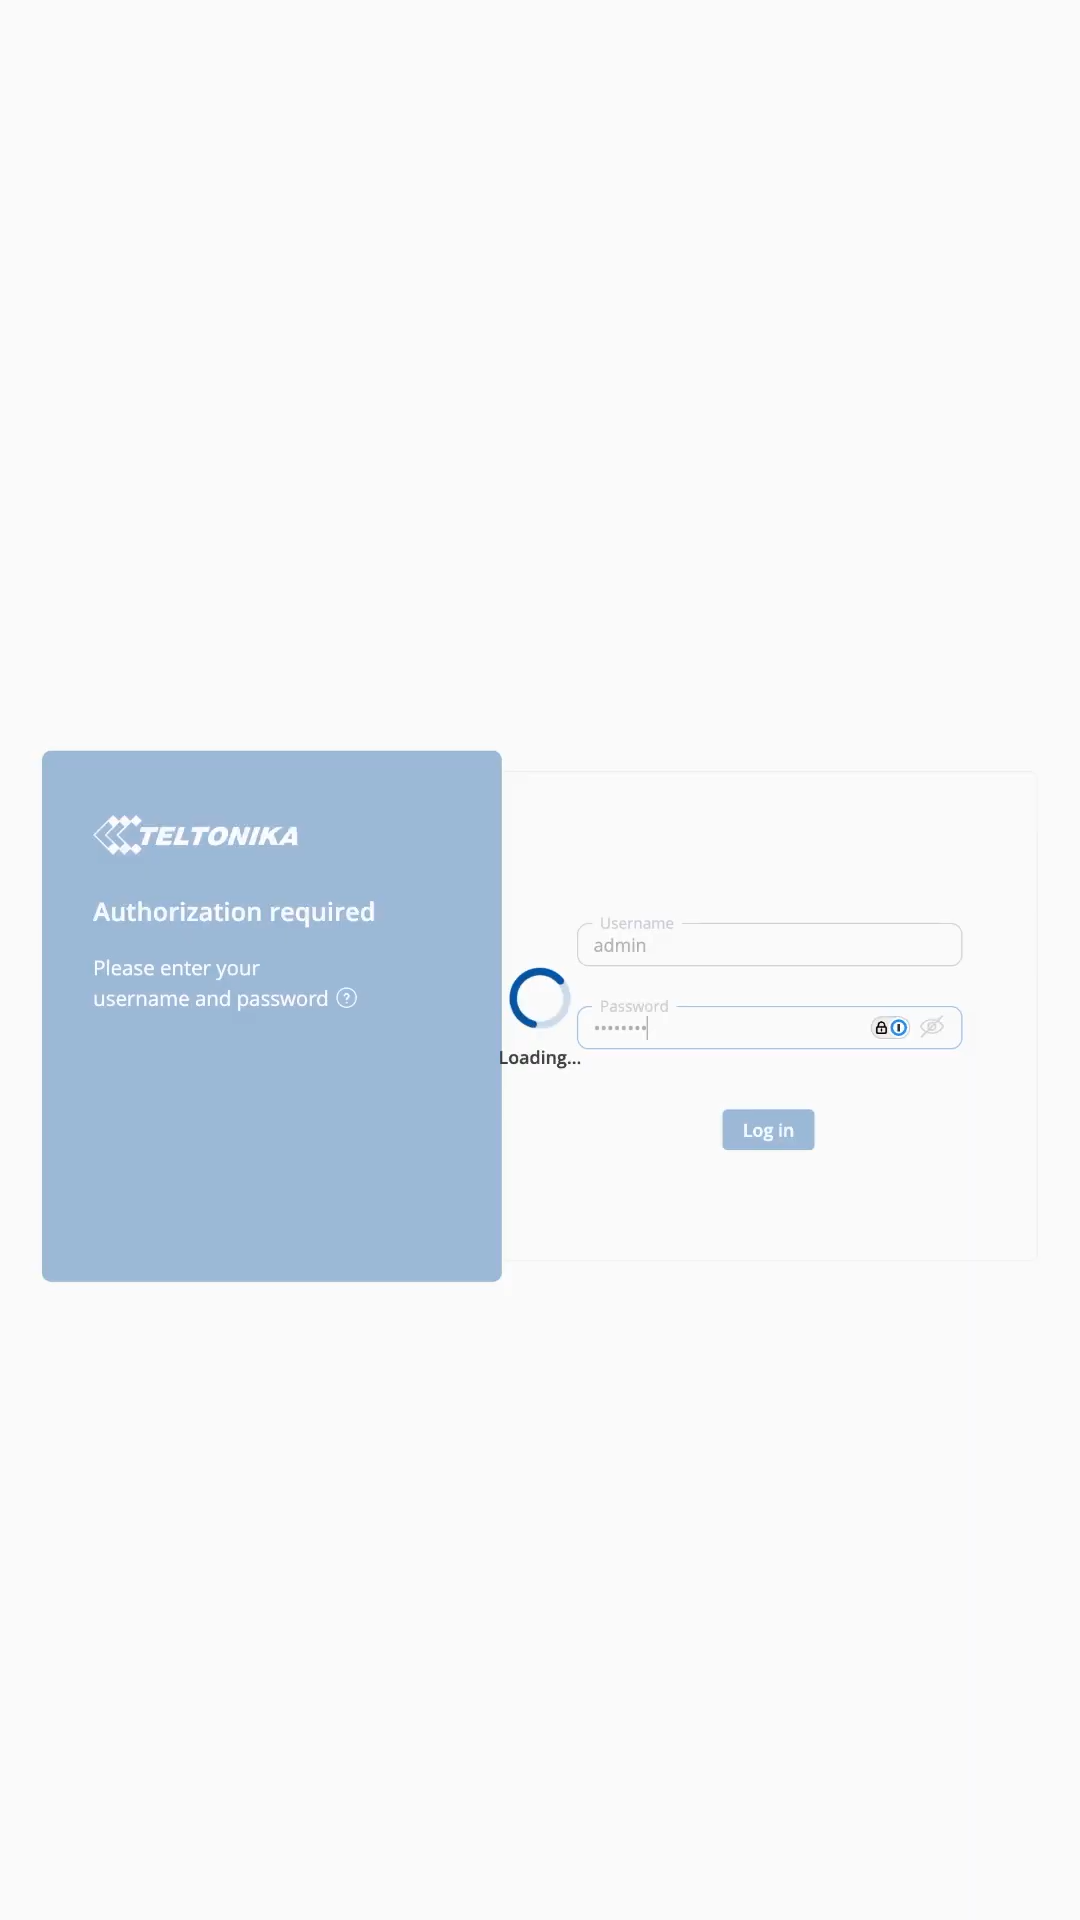 TELTONIKA
Authorization required
Please enter your
username and password ?
Username
admin
Password
••••••••
Loading...
Log in